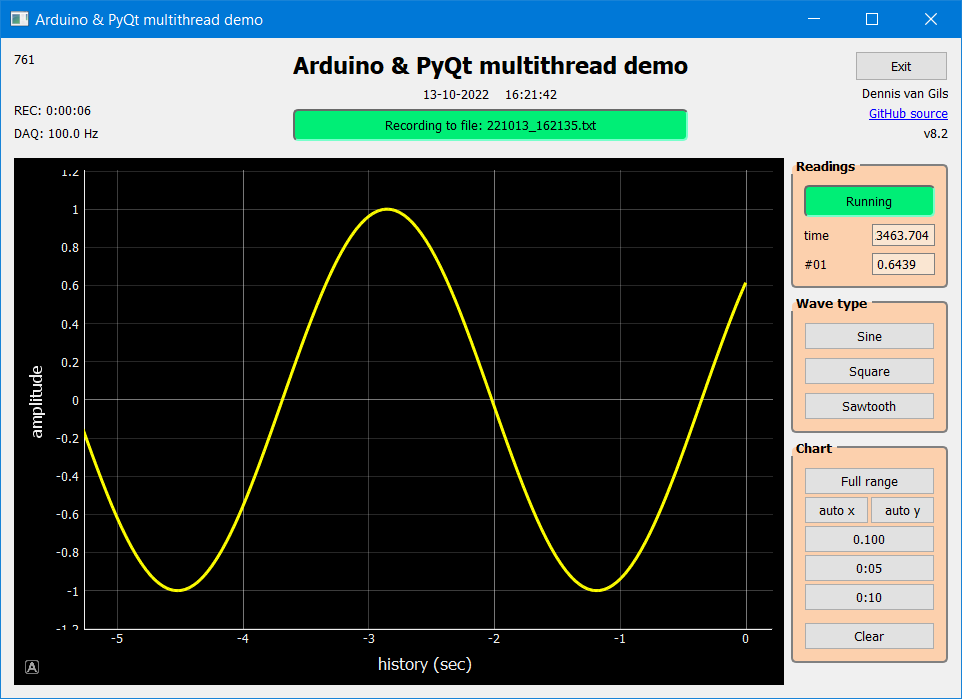 Arduino & PyQt multithread demo
761
Arduino & PyQt multithread demo
Exit
13-10-2022 16:21:42
Dennis van Gils
REC: 0:00:06
GitHub source
Recording to file: 221013_162135.txt
DAQ: 100.0 Hz
v8.2
1.2
1
0.8
0.6
0.4
0.2
0
-0.2
-0.4
-0.6
-0.8
-1
-1.2
amplitude
-5 -4 -3 -2 -1 0
history (sec)
A
Readings
Running
time 3463.704
#01 0.6439
Wave type
Sine
Square
Sawtooth
Chart
Full range
auto x auto y
0.100
0:05
0:10
Clear